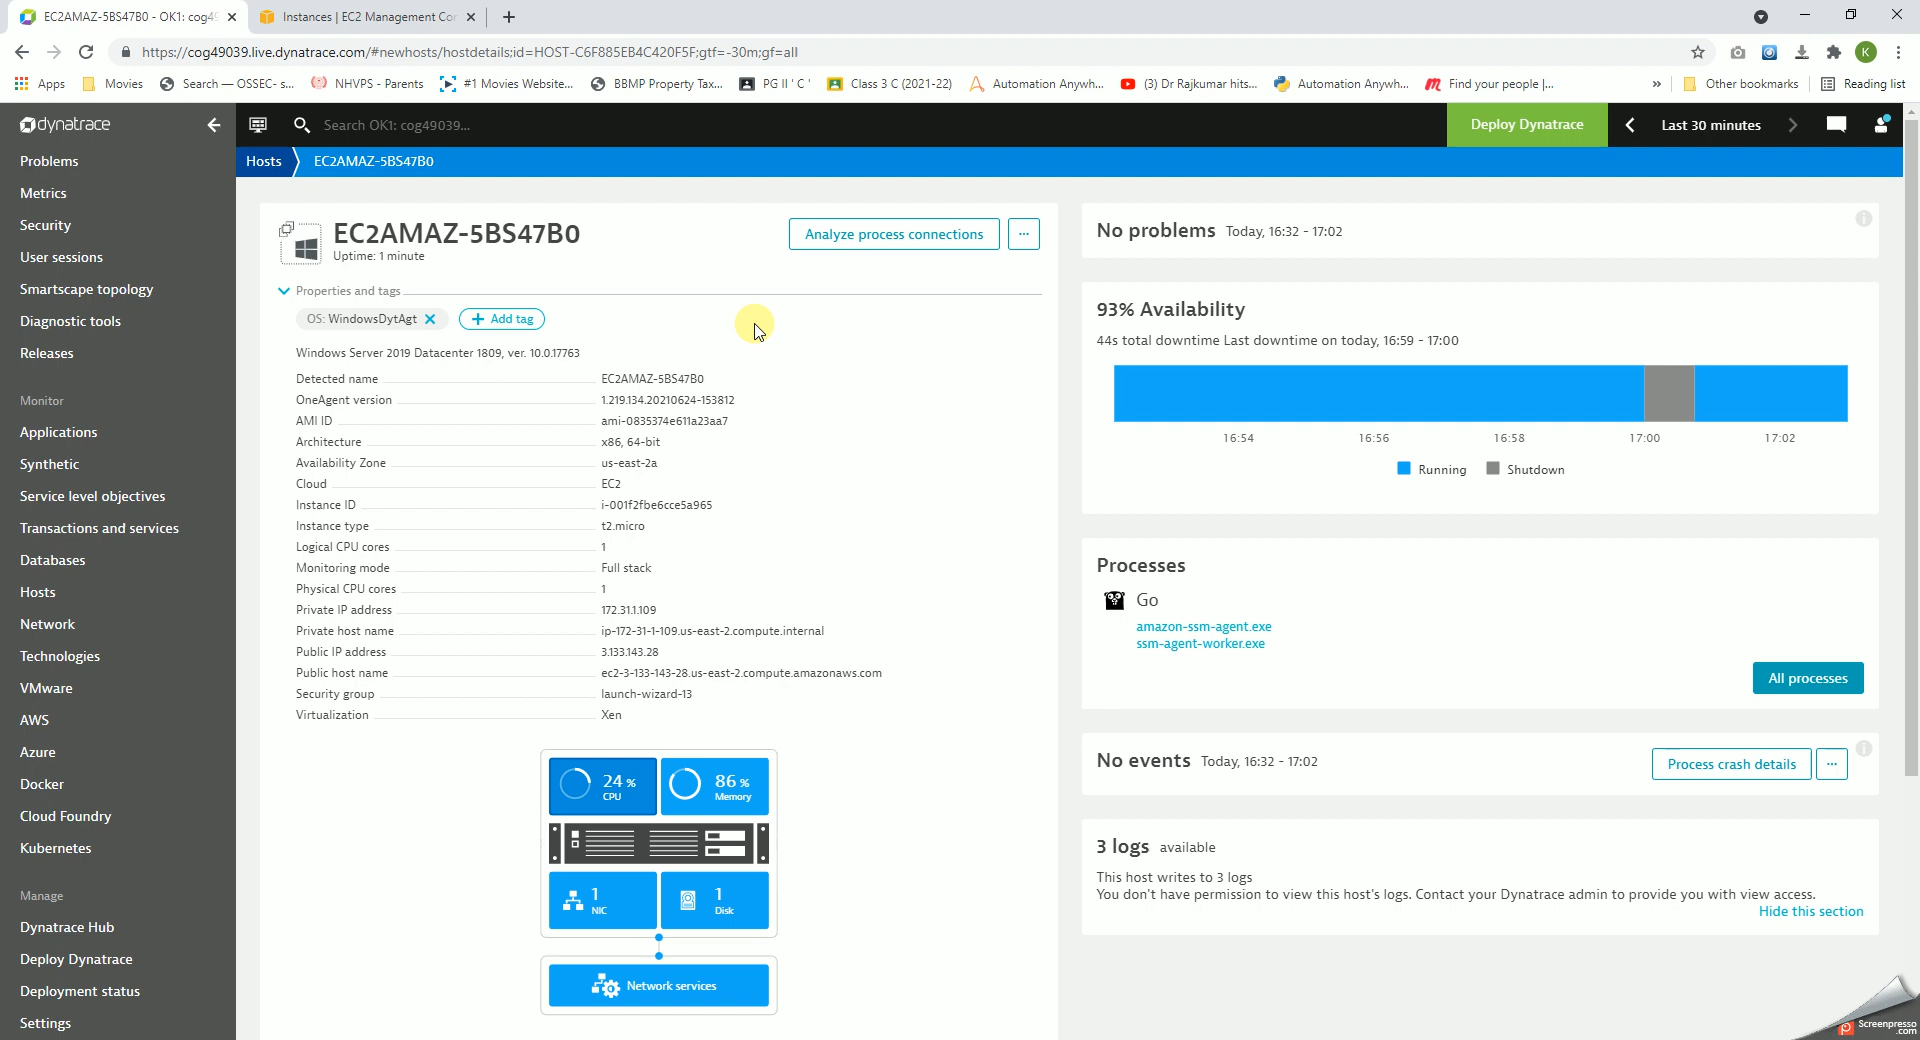 EC2AMAZ-5BS47B0 - OK1: cog49
Instances | EC2 Management Cor
https://cog49039.live.dynatrace.com/#newhosts/hostdetails;id=HOST-C6F885EB4C420F5F;gtf=-30m;gf=all
K
Apps
Movies
Search — OSSEC- s...
NHVPS - Parents
#1 Movies Website...
BBMP Property Tax...
PG II ' C '
Class 3 C (2021-22)
Automation Anywh...
(3) Dr Rajkumar hits...
Automation Anywh...
Find your people |...
»
Other bookmarks
Reading list
dynatrace
Search OK1: cog49039...
Deploy Dynatrace
Last 30 minutes
Hosts
EC2AMAZ-5BS47B0
Problems
Metrics
Security
User sessions
Smartscape topology
Diagnostic tools
Releases
Monitor
Applications
Synthetic
Service level objectives
Transactions and services
Databases
Hosts
Network
Technologies
VMware
AWS
Azure
Docker
Cloud Foundry
Kubernetes
Manage
Dynatrace Hub
Deploy Dynatrace
Deployment status
Settings
EC2AMAZ-5BS47B0
Uptime: 1 minute
Analyze process connections
...
Properties and tags
OS: WindowsDytAgt
+ Add tag
Windows Server 2019 Datacenter 1809, ver. 10.0.17763
Detected name EC2AMAZ-5BS47B0
OneAgent version 1.219.134.20210624-153812
AMI ID ami-0835374e611a23aa7
Architecture x86, 64-bit
Availability Zone us-east-2a
Cloud EC2
Instance ID i-001f2fbe6cce5a965
Instance type t2.micro
Logical CPU cores 1
Monitoring mode Full stack
Physical CPU cores 1
Private IP address 172.31.1.109
Private host name ip-172-31-1-109.us-east-2.compute.internal
Public IP address 3.133.143.28
Public host name ec2-3-133-143-28.us-east-2.compute.amazonaws.com
Security group launch-wizard-13
Virtualization Xen
24 %
CPU
86 %
Memory
1
NIC
1
Disk
Network services
No problems Today, 16:32 - 17:02
93% Availability
44s total downtime Last downtime on today, 16:59 - 17:00
16:54 16:56 16:58 17:00 17:02
Running Shutdown
Processes
Go
amazon-ssm-agent.exe
ssm-agent-worker.exe
All processes
No events Today, 16:32 - 17:02
Process crash details
...
3 logs available
This host writes to 3 logs
You don't have permission to view this host's logs. Contact your Dynatrace admin to provide you with view access.
Hide this section
Screenpresso
.com